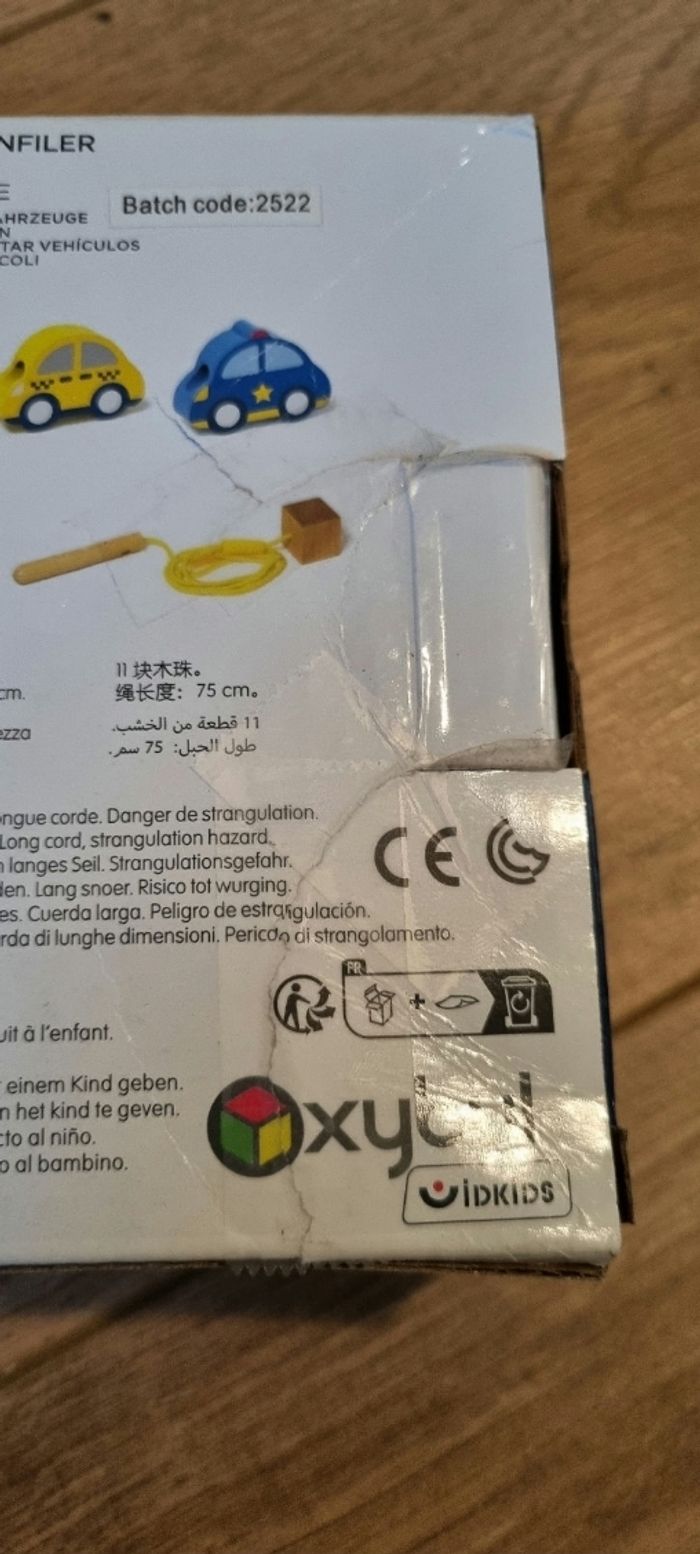 NFILER
E
Batch code:2522
AHRZEUGE
N
TAR VEHÍCULOS
COLI
11 块木珠。
cm.
绳长度: 75 cm。
ezza
11 قطعة من الخشب.
طول الحبل: 75 سم.
ongue corde. Danger de strangulation.
Long cord, strangulation hazard.
n langes Seil. Strangulationsgefahr.
den. Lang snoer. Risico tot wurging.
es. Cuerda larga. Peligro de estrangulación.
rda di lunghe dimensioni. Pericolo di strangolamento.
CE
FR
+
uit à l'enfant.
r einem Kind geben.
n het kind te geven.
cto al niño.
o al bambino.
iDKIDS